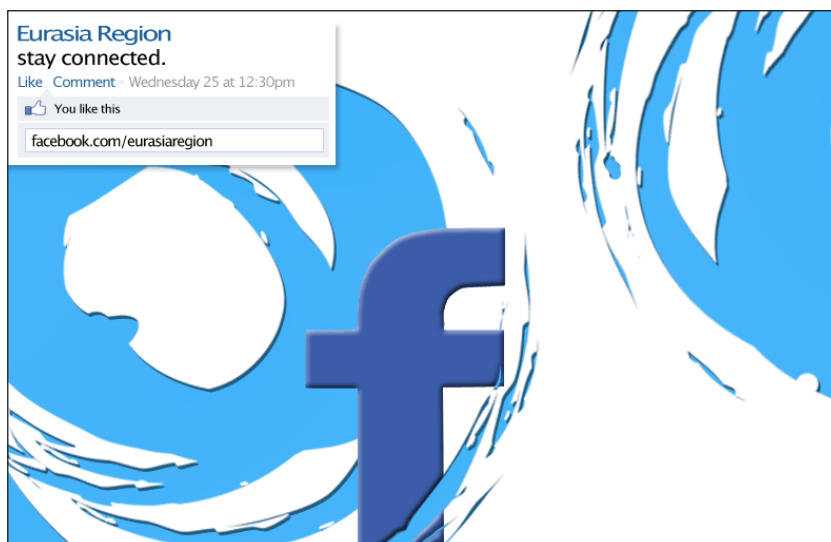 Eurasia Region
stay connected.
Like Comment · Wednesday 25 at 12:30pm
You like this
facebook.com/eurasiaregion
f